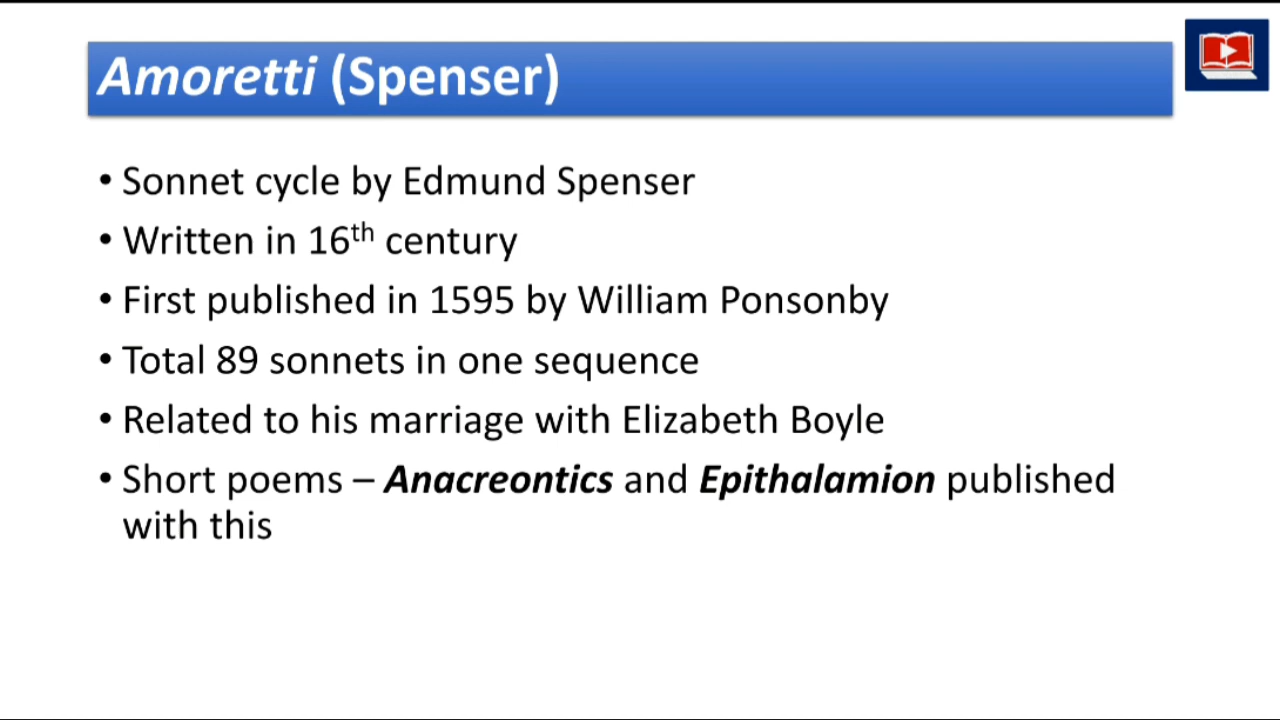 Amoretti (Spenser)
• Sonnet cycle by Edmund Spenser
• Written in 16th century
• First published in 1595 by William Ponsonby
• Total 89 sonnets in one sequence
• Related to his marriage with Elizabeth Boyle
• Short poems – Anacreontics and Epithalamion published
with this